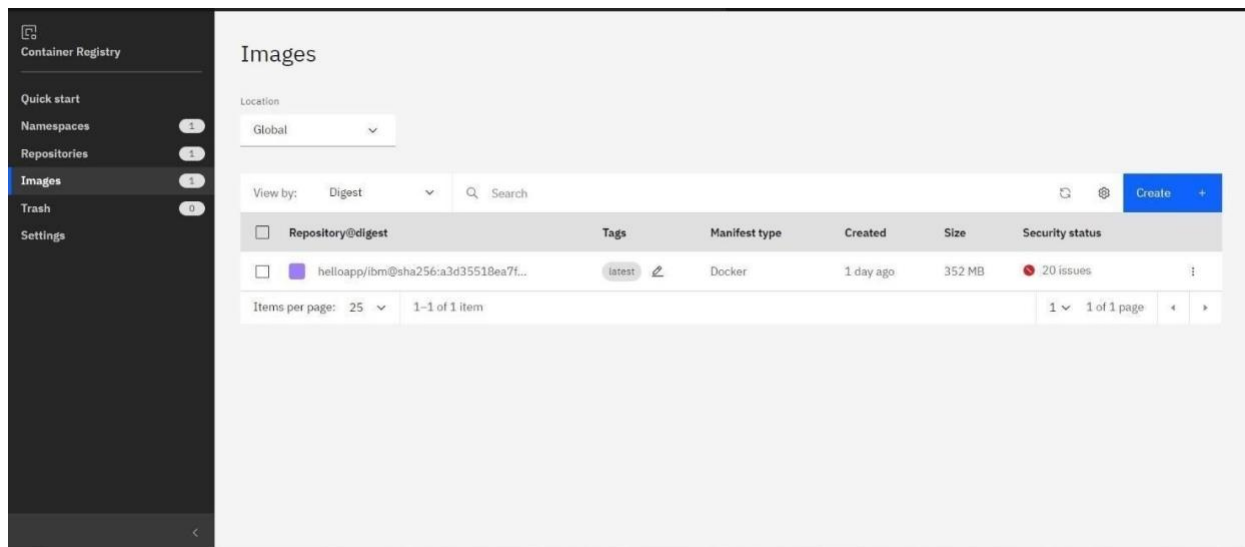 Container Registry
Quick start
Namespaces 1
Repositories 1
Images 1
Trash 0
Settings
Images
Location
Global
View by: Digest Search Create +
Repository@digest Tags Manifest type Created Size Security status
helloapp/ibm@sha256:a3d35518ea7f... latest Docker 1 day ago 352 MB 20 issues
Items per page: 25 1–1 of 1 item 1 1 of 1 page